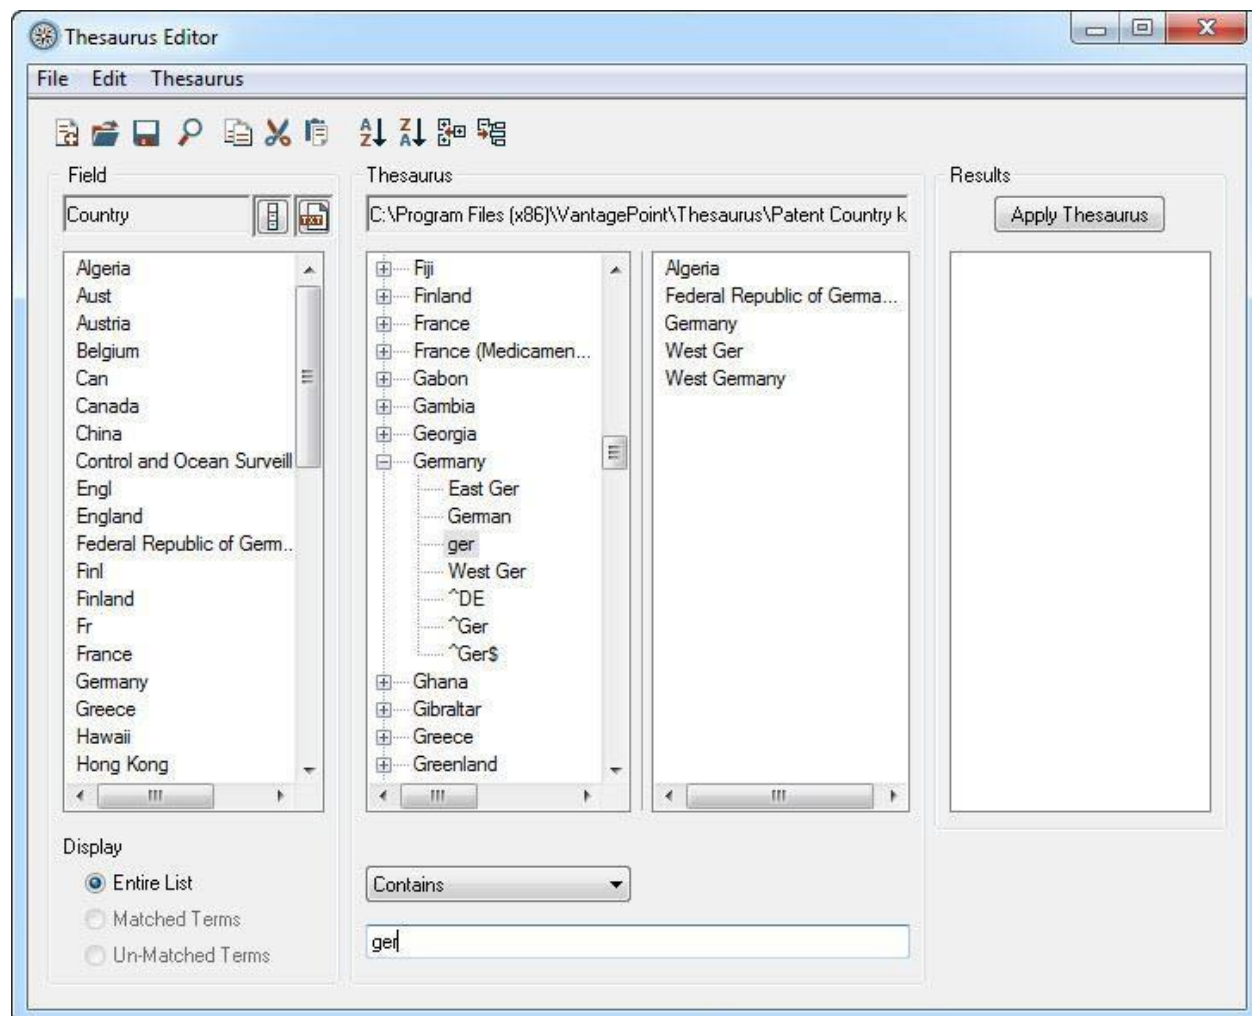 Thesaurus Editor
File Edit Thesaurus
Field
Country
TXT
Algeria
Aust
Austria
Belgium
Can
Canada
China
Control and Ocean Surveill
Engl
England
Federal Republic of Germ..
Finl
Finland
Fr
France
Germany
Greece
Hawaii
Hong Kong
Display
Entire List
Matched Terms
Un-Matched Terms
Thesaurus
C:\Program Files (x86)\VantagePoint\Thesaurus\Patent Country k
Fiji
Finland
France
France (Medicamen...
Gabon
Gambia
Georgia
Germany
East Ger
German
ger
West Ger
^DE
^Ger
^Ger$
Ghana
Gibraltar
Greece
Greenland
Algeria
Federal Republic of Germa...
Germany
West Ger
West Germany
Contains
ger
Results
Apply Thesaurus